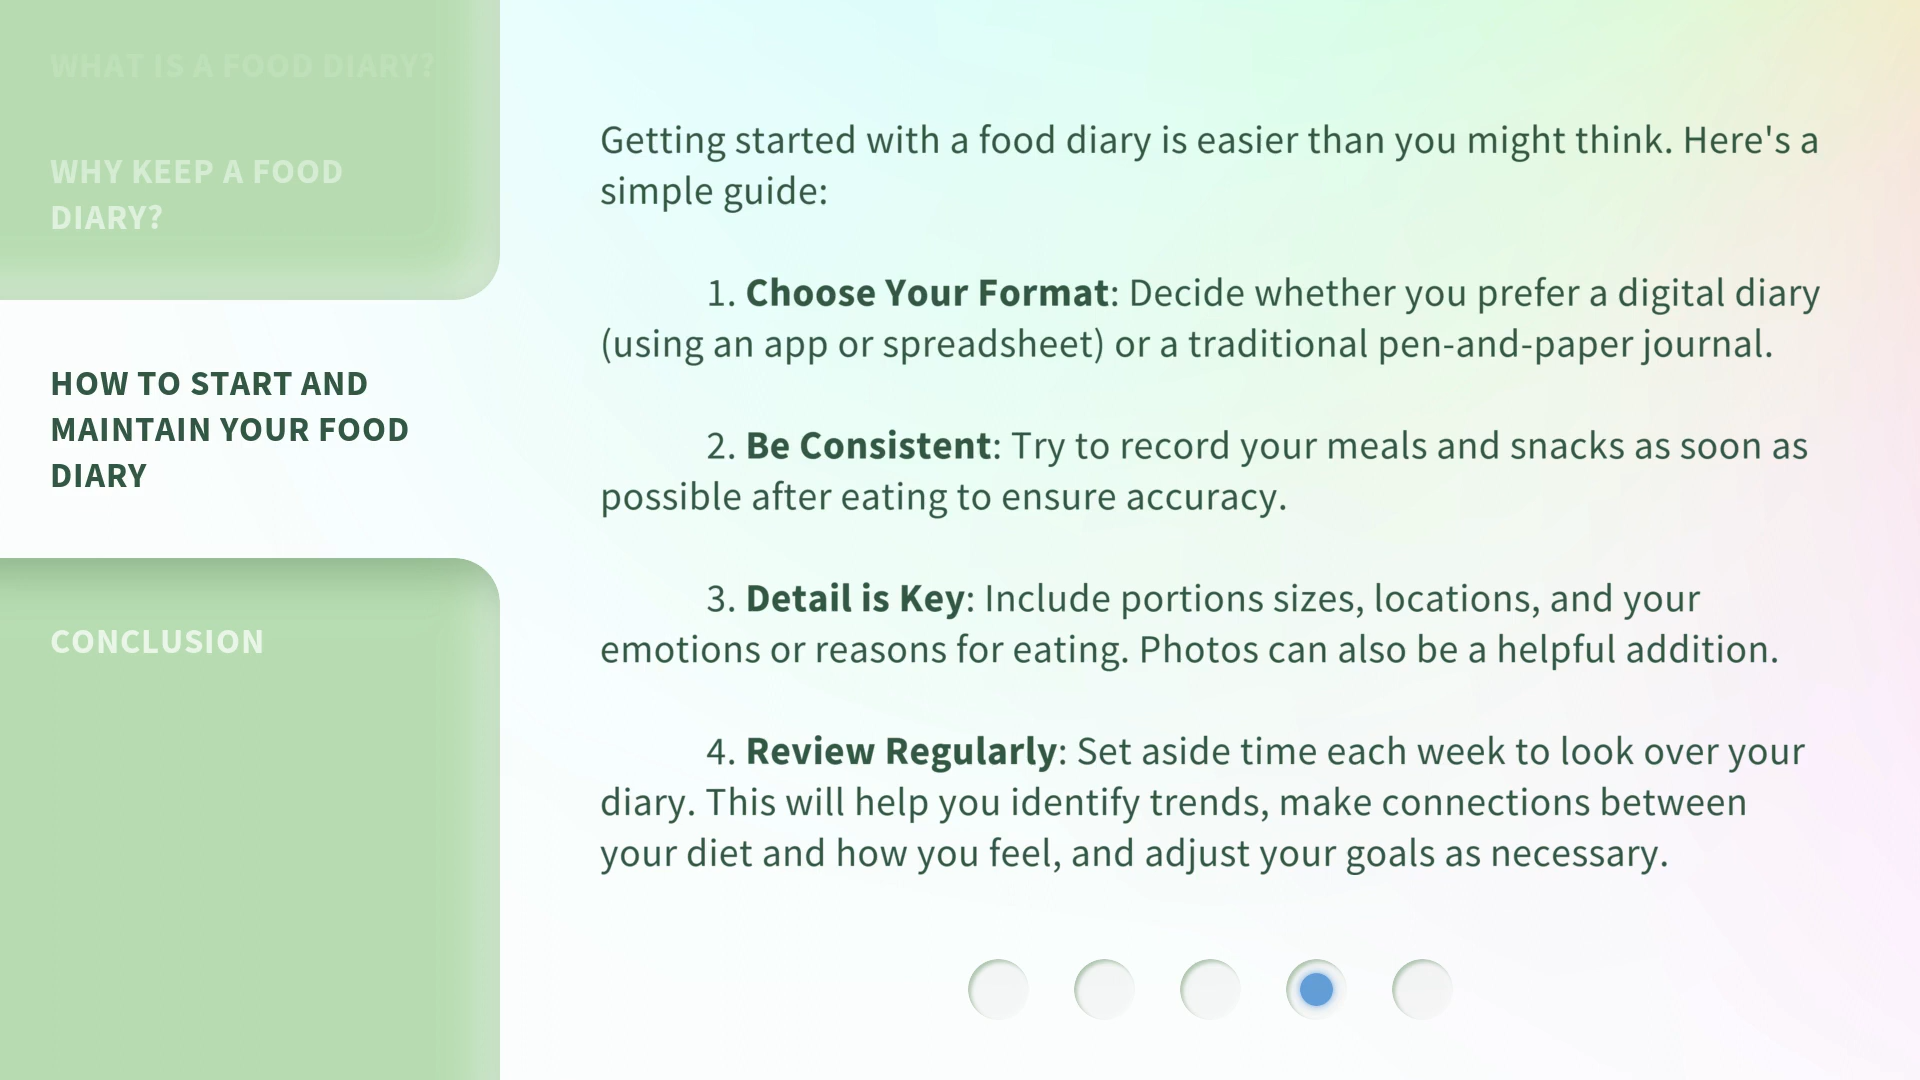 WHAT IS A FOOD DIARY?
WHY KEEP A FOOD
DIARY?
HOW TO START AND
MAINTAIN YOUR FOOD
DIARY
CONCLUSION
Getting started with a food diary is easier than you might think. Here's a
simple guide:
1. Choose Your Format: Decide whether you prefer a digital diary
(using an app or spreadsheet) or a traditional pen-and-paper journal.
2. Be Consistent: Try to record your meals and snacks as soon as
possible after eating to ensure accuracy.
3. Detail is Key: Include portions sizes, locations, and your
emotions or reasons for eating. Photos can also be a helpful addition.
4. Review Regularly: Set aside time each week to look over your
diary. This will help you identify trends, make connections between
your diet and how you feel, and adjust your goals as necessary.